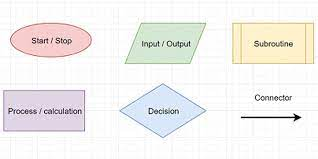 Start / Stop
Input / Output
Subroutine
Process / calculation
Decision
Connector